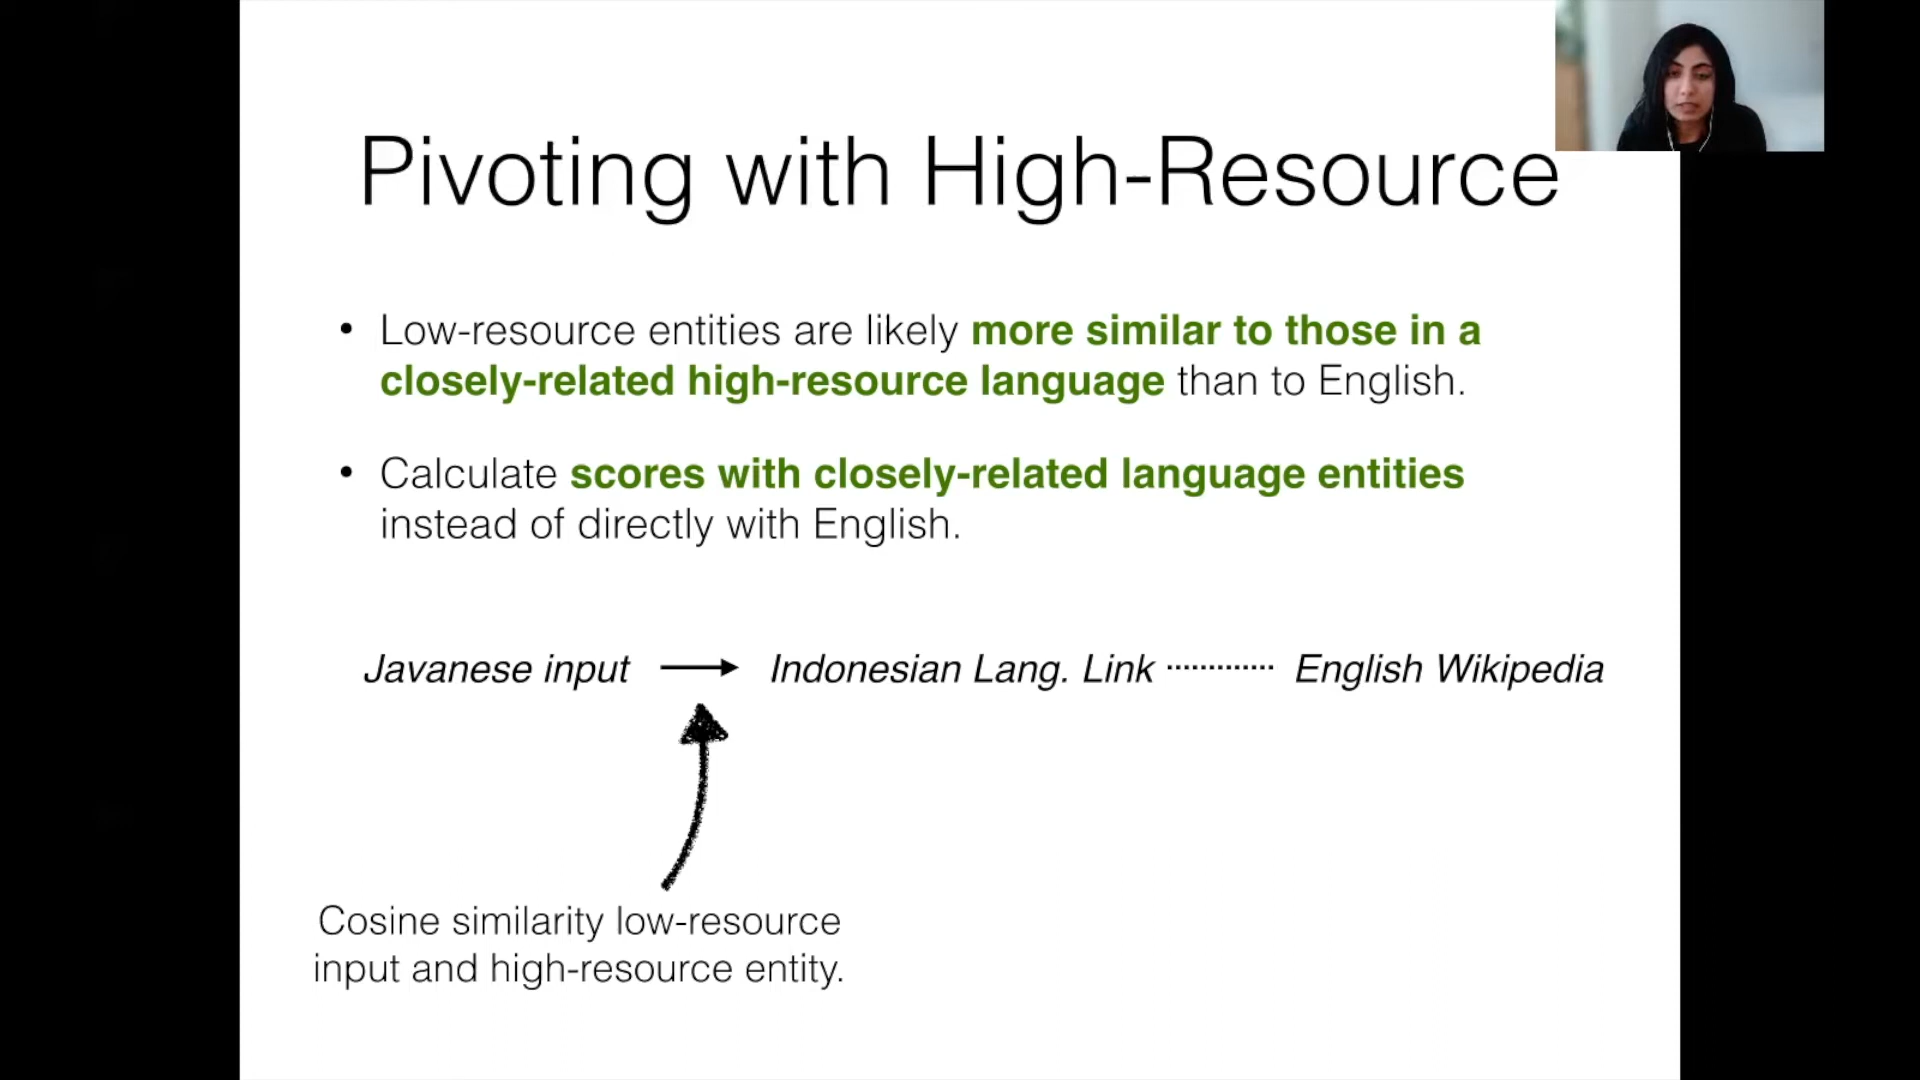 Pivoting with High-Resource
• Low-resource entities are likely more similar to those in a
closely-related high-resource language than to English.
• Calculate scores with closely-related language entities
instead of directly with English.
Javanese input → Indonesian Lang. Link ············· English Wikipedia
Cosine similarity low-resource
input and high-resource entity.